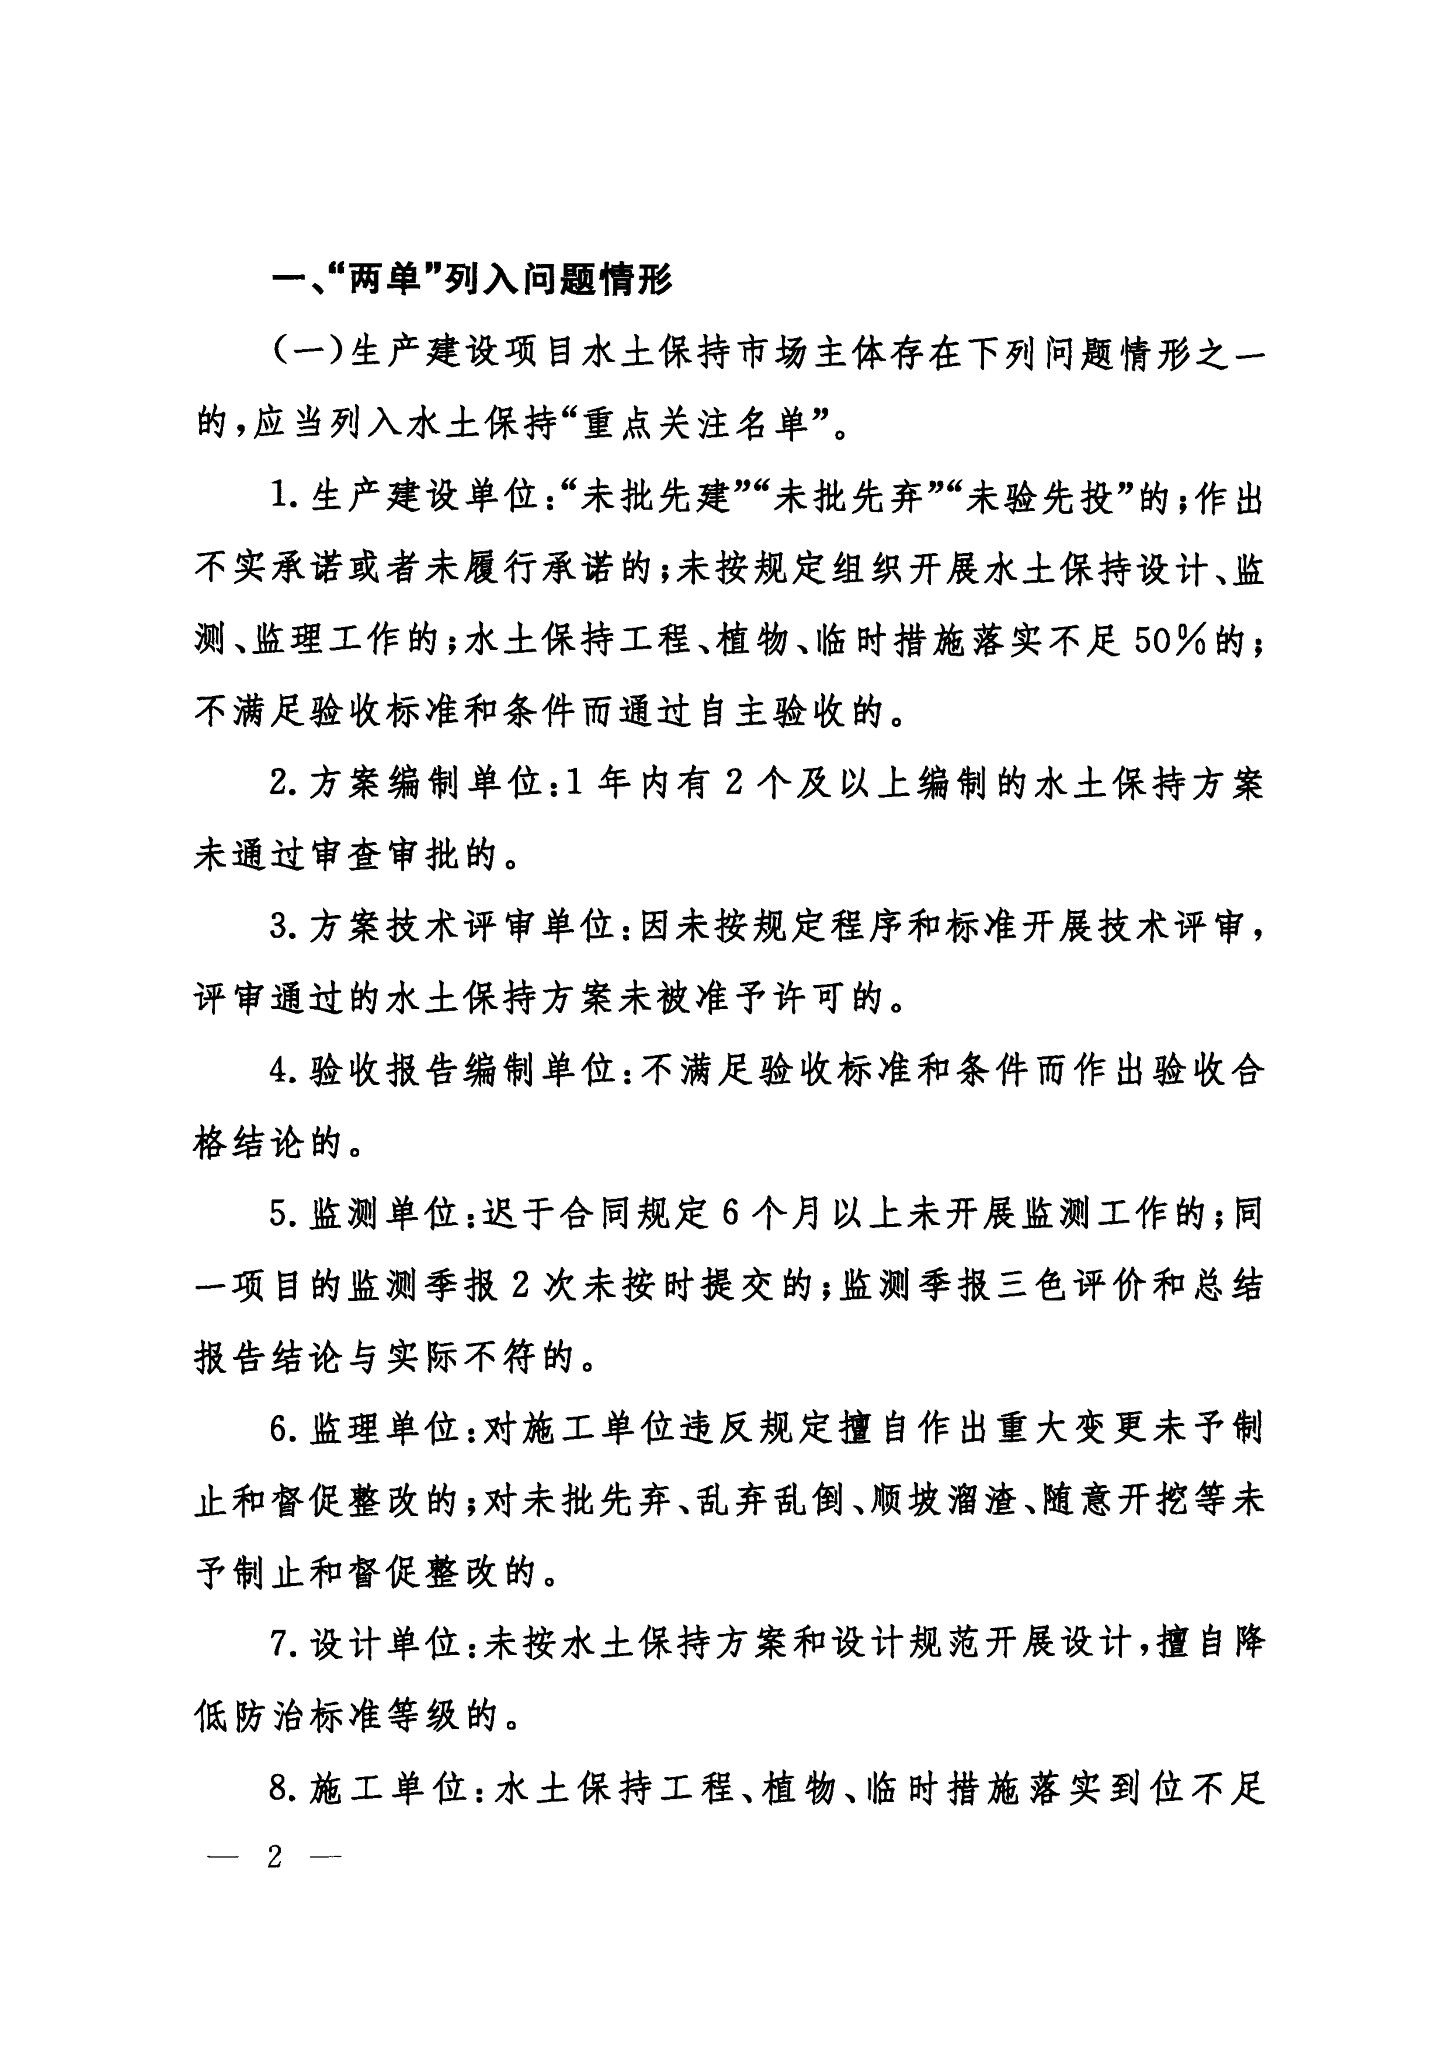 一、“两单”列入问题情形
（一）生产建设项目水土保持市场主体存在下列问题情形之一
的，应当列入水土保持“重点关注名单”。
1.生产建设单位：“未批先建”“未批先弃”“未验先投”的；作出
不实承诺或者未履行承诺的；未按规定组织开展水土保持设计、监
测、监理工作的；水土保持工程、植物、临时措施落实不足50%的；
不满足验收标准和条件而通过自主验收的。
2.方案编制单位：1年内有2个及以上编制的水土保持方案
未通过审查审批的。
3.方案技术评审单位：因未按规定程序和标准开展技术评审，
评审通过的水土保持方案未被准予许可的。
4.验收报告编制单位：不满足验收标准和条件而作出验收合
格结论的。
5.监测单位：迟于合同规定6个月以上未开展监测工作的；同
一项目的监测季报2次未按时提交的；监测季报三色评价和总结
报告结论与实际不符的。
6.监理单位：对施工单位违反规定擅自作出重大变更未予制
止和督促整改的；对未批先弃、乱弃乱倒、顺坡溜渣、随意开挖等未
予制止和督促整改的。
7.设计单位：未按水土保持方案和设计规范开展设计，擅自降
低防治标准等级的。
8.施工单位：水土保持工程、植物、临时措施落实到位不足
— 2 —